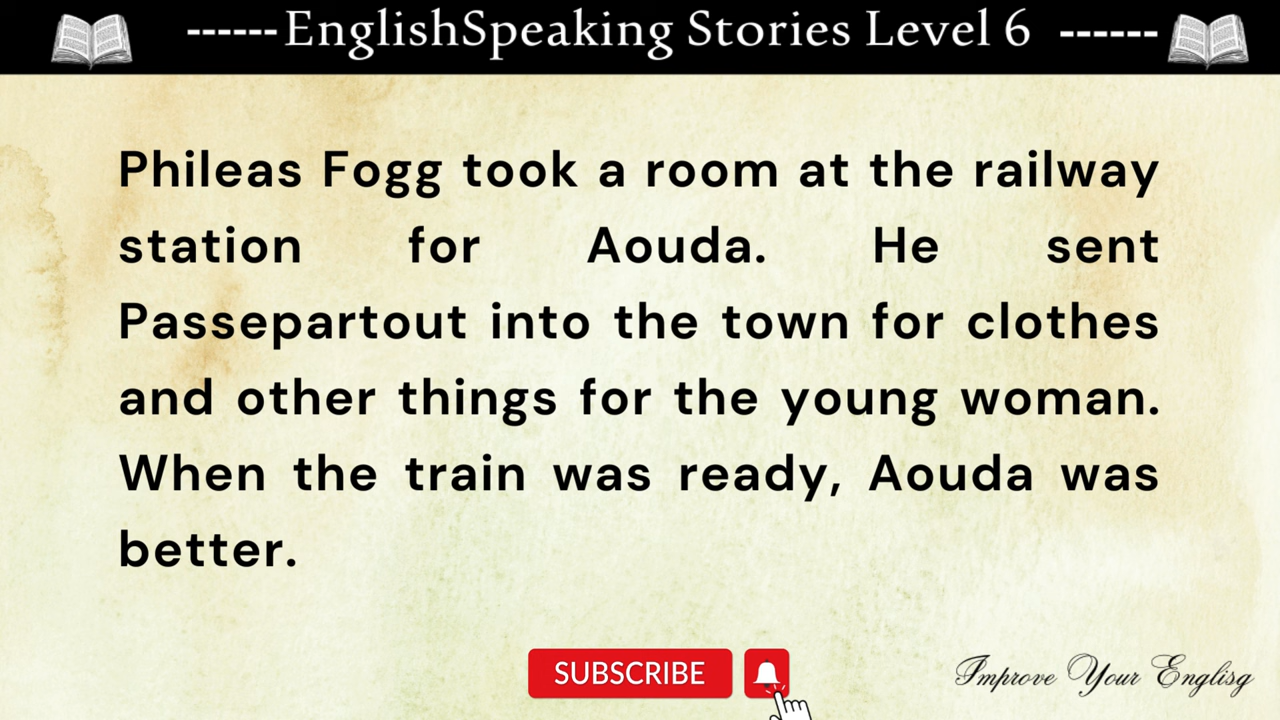 ------EnglishSpeaking Stories Level 6 ------
Phileas Fogg took a room at the railway
station for Aouda. He sent
Passepartout into the town for clothes
and other things for the young woman.
When the train was ready, Aouda was
better.
SUBSCRIBE
Improve Your Englisg